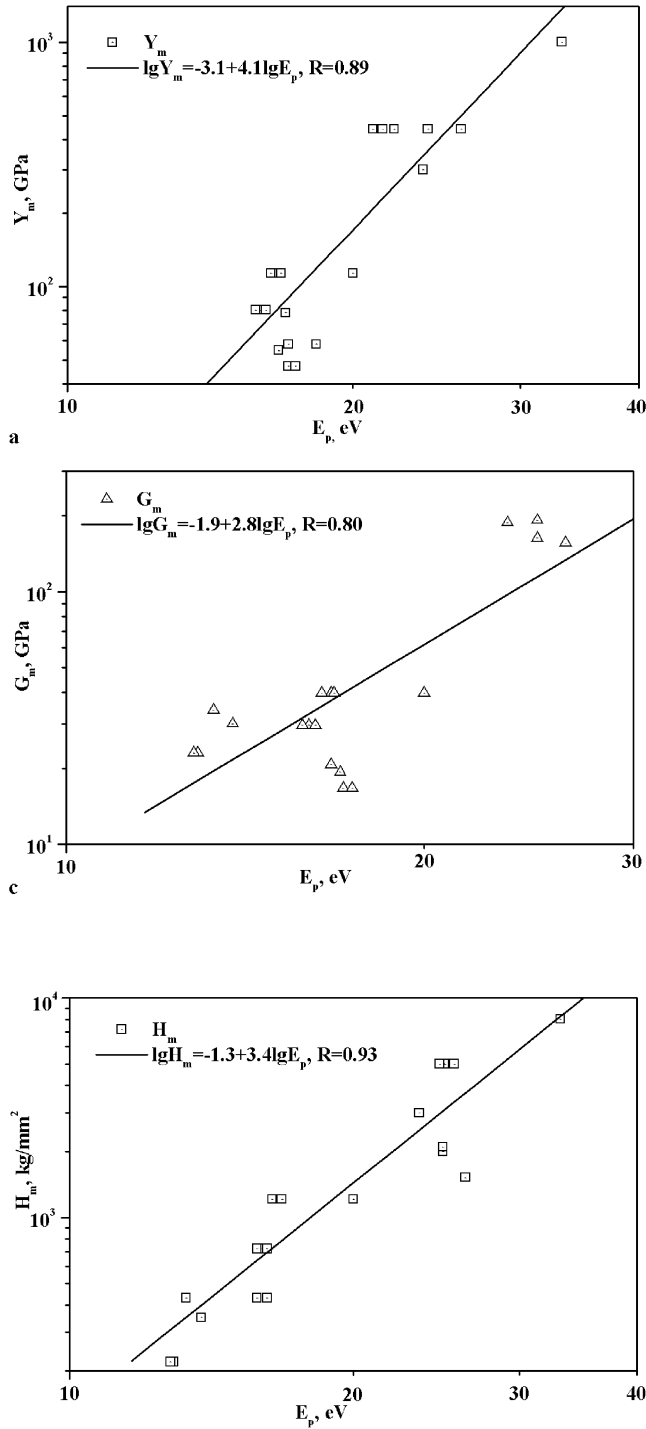 Y_m
lgY_m=-3.1+4.1lgE_p, R=0.89
Y_m, GPa
10^3
10^2
10 20 30 40
E_p, eV
a
G_m
lgG_m=-1.9+2.8lgE_p, R=0.80
G_m, GPa
10^2
10^1
10 20 30
E_p, eV
c
10^4
H_m
lgH_m=-1.3+3.4lgE_p, R=0.93
H_m, kg/mm^2
10^3
10 20 30 40
E_p, eV